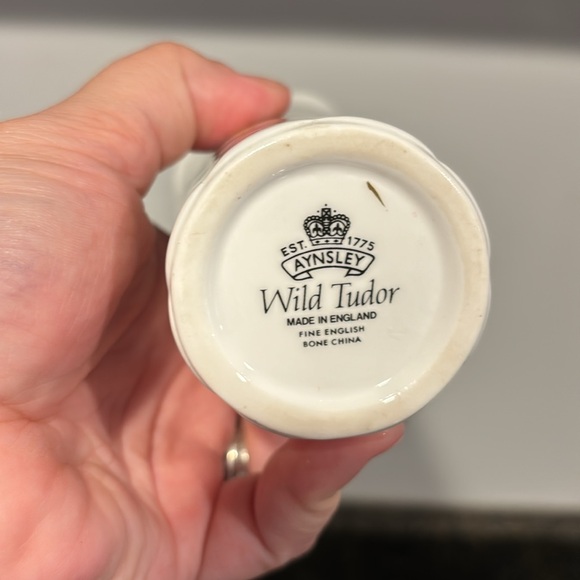 EST. 1775
AYNSLEY
Wild Tudor
MADE IN ENGLAND
FINE ENGLISH
BONE CHINA